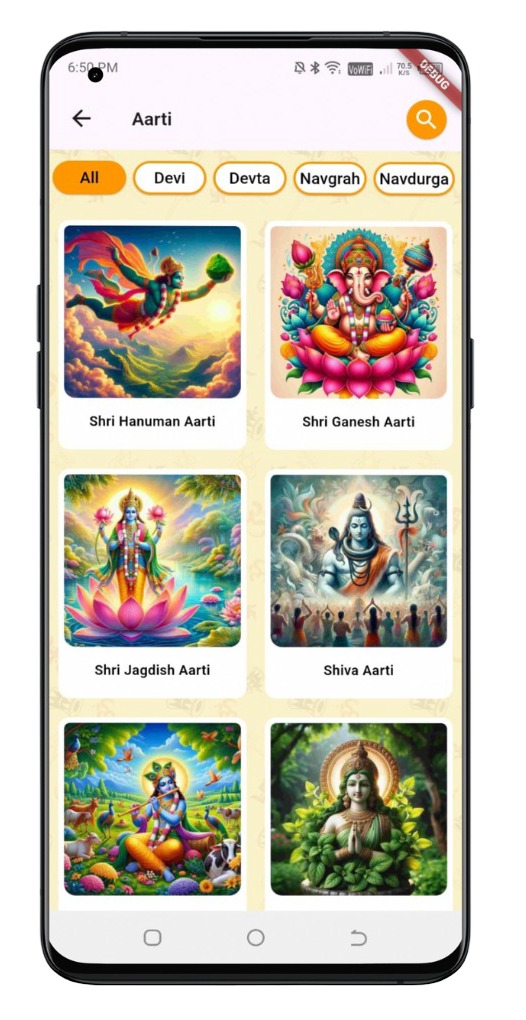 6:50 PM
VoWiFi
70.5
K/S
DEBUG
Aarti
All
Devi
Devta
Navgrah
Navdurga
Shri Hanuman Aarti
Shri Ganesh Aarti
Shri Jagdish Aarti
Shiva Aarti